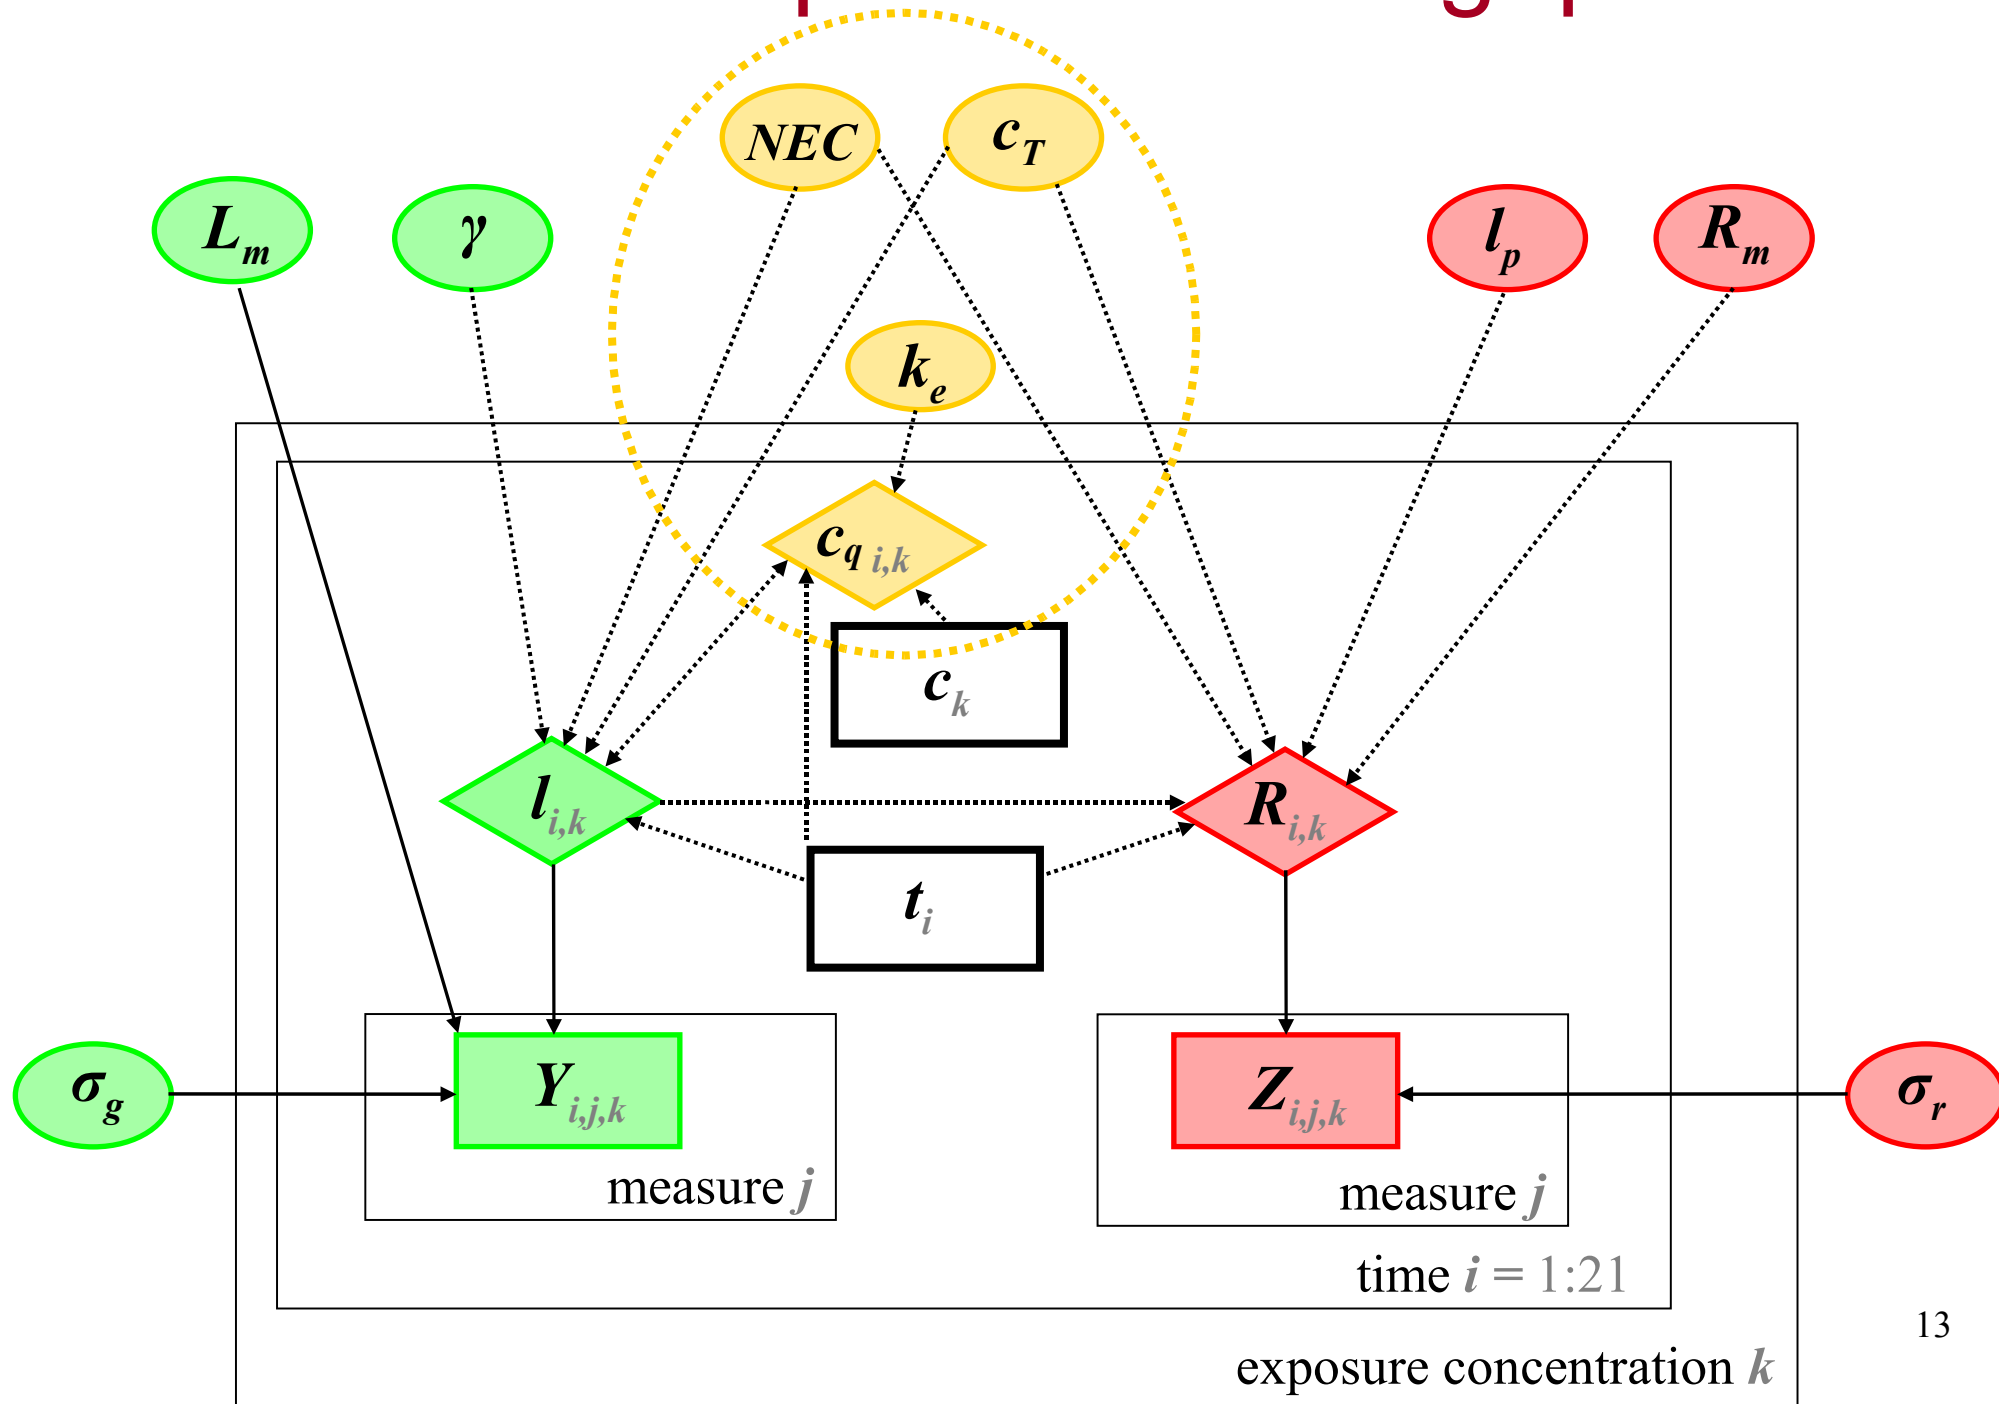 NEC
c_T
L_m
γ
l_p
R_m
k_e
c_q i,k
c_k
l_i,k
R_i,k
t_i
σ_g
Y_i,j,k
Z_i,j,k
σ_r
measure j
measure j
time i = 1:21
13
exposure concentration k